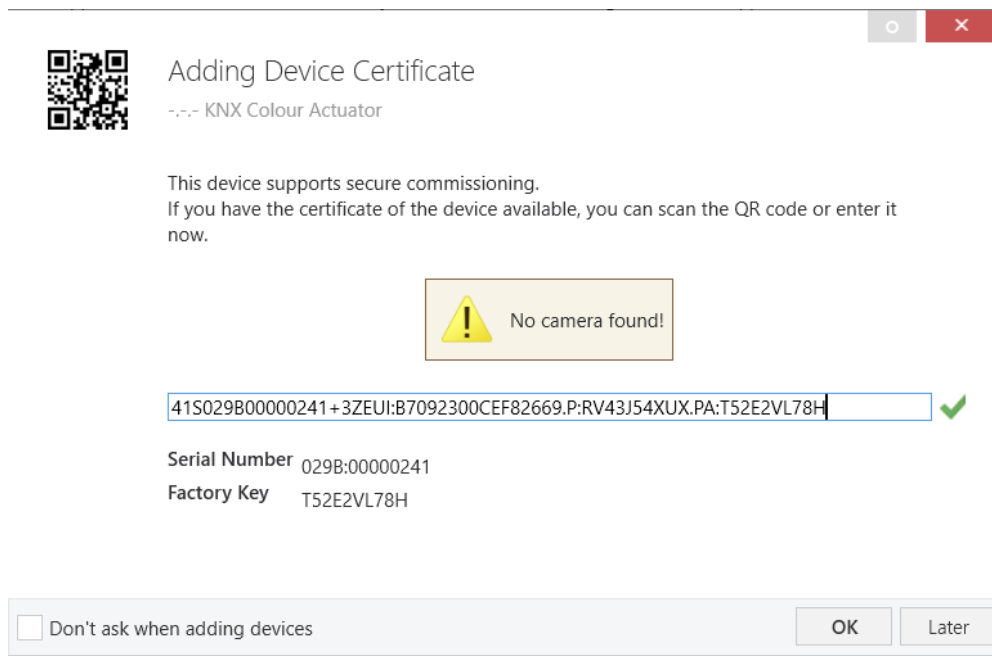 Adding Device Certificate
-.-.- KNX Colour Actuator
This device supports secure commissioning.
If you have the certificate of the device available, you can scan the QR code or enter it
now.
No camera found!
41S029B00000241+3ZEUI:B7092300CEF82669.P:RV43J54XUX.PA:T52E2VL78H
Serial Number 029B:00000241
Factory Key T52E2VL78H
Don't ask when adding devices
OK
Later